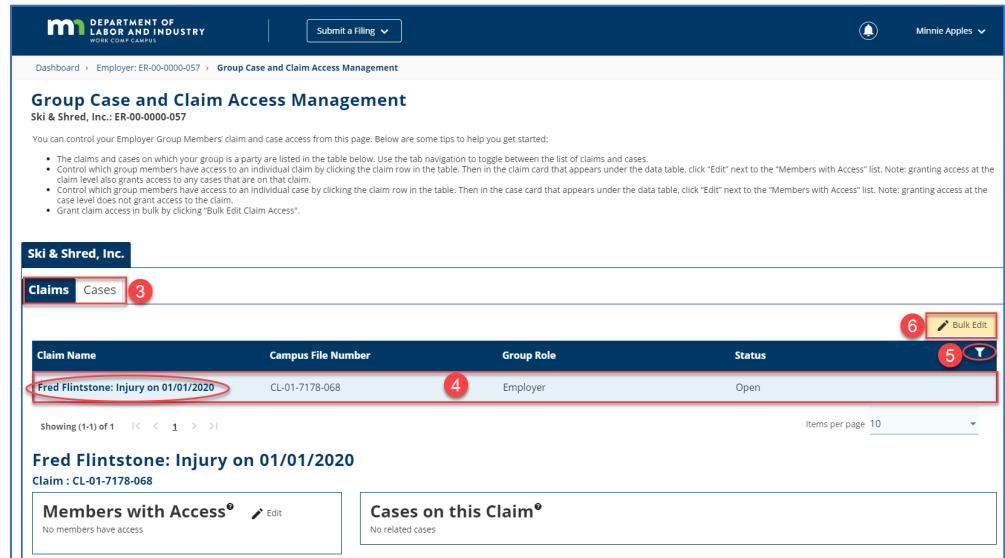 DEPARTMENT OF
LABOR AND INDUSTRY
WORK COMP CAMPUS
Submit a Filing
Minnie Apples
Dashboard › Employer: ER-00-0000-057 › Group Case and Claim Access Management
Group Case and Claim Access Management
Ski & Shred, Inc.: ER-00-0000-057
You can control your Employer Group Members' claim and case access from this page. Below are some tips to help you get started:
• The claims and cases on which your group is a party are listed in the table below. Use the tab navigation to toggle between the list of claims and cases.
• Control which group members have access to an individual claim by clicking the claim row in the table. Then in the claim card that appears under the data table, click "Edit" next to the "Members with Access" list. Note: granting access at the
claim level also grants access to any cases that are on that claim.
• Control which group members have access to an individual case by clicking the claim row in the table. Then in the case card that appears under the data table, click "Edit" next to the "Members with Access" list. Note: granting access at the
case level does not grant access to the claim.
• Grant claim access in bulk by clicking "Bulk Edit Claim Access".
Ski & Shred, Inc.
Claims Cases 3
6 Bulk Edit
Claim Name Campus File Number Group Role Status 5
Fred Flintstone: Injury on 01/01/2020 CL-01-7178-068 4 Employer Open
Showing (1-1) of 1 |< < 1 > >| Items per page 10
Fred Flintstone: Injury on 01/01/2020
Claim : CL-01-7178-068
Members with Access? Edit Cases on this Claim?
No members have access No related cases